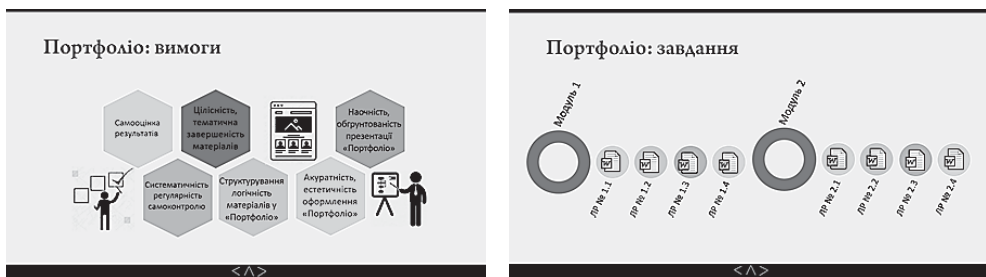 Портфоліо: вимоги
Самооцінка
результатів
Цілісність,
тематична
завершеність
матеріалів
Наочність,
обґрунтованість
презентації
«Портфоліо»
Систематичність
регулярність
самоконтролю
Структурування
логічність
матеріалів у
«Портфоліо»
Акуратність,
естетичність
оформлення
«Портфоліо»
Портфоліо: завдання
Модуль 1
ЛР № 1.1
ЛР № 1.2
ЛР № 1.3
ЛР № 1.4
Модуль 2
ЛР № 2.1
ЛР № 2.2
ЛР № 2.3
ЛР № 2.4